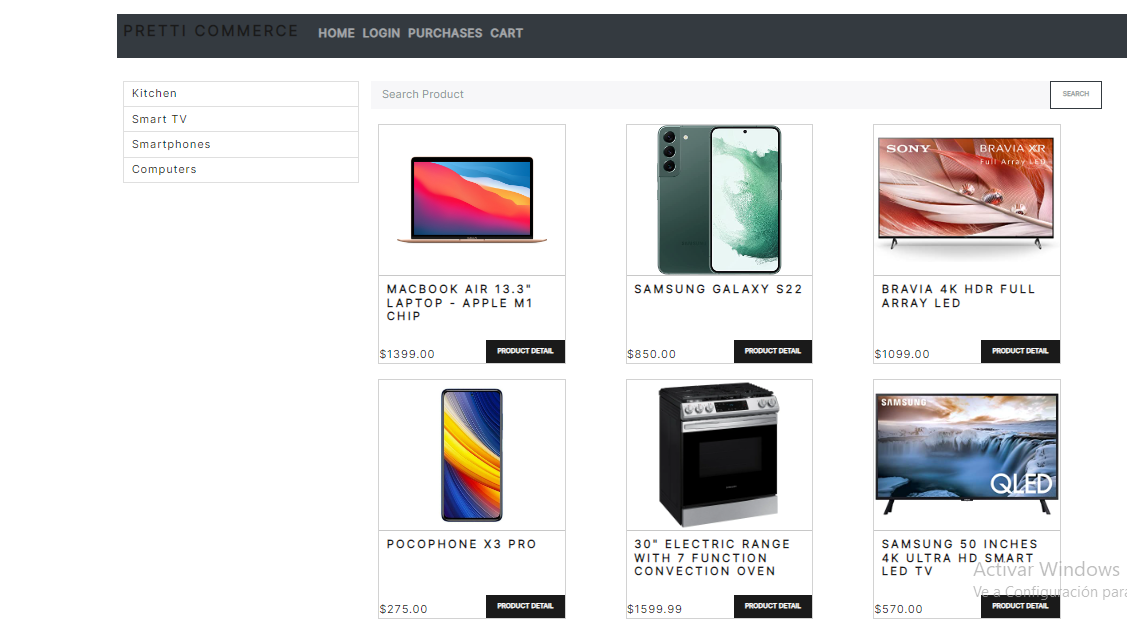 PRETTI COMMERCE
HOME LOGIN PURCHASES CART
Kitchen
Smart TV
Smartphones
Computers
Search Product
SEARCH
MACBOOK AIR 13.3"
LAPTOP - APPLE M1
CHIP
$1399.00
PRODUCT DETAIL
SAMSUNG GALAXY S22
$850.00
PRODUCT DETAIL
SONY
BRAVIA XR
Full Array LED
BRAVIA 4K HDR FULL
ARRAY LED
$1099.00
PRODUCT DETAIL
POCOPHONE X3 PRO
$275.00
PRODUCT DETAIL
30" ELECTRIC RANGE
WITH 7 FUNCTION
CONVECTION OVEN
$1599.99
PRODUCT DETAIL
SAMSUNG
QLED
SAMSUNG 50 INCHES
4K ULTRA HD SMART
LED TV
$570.00
PRODUCT DETAIL
Activar Windows
Ve a Configuración para